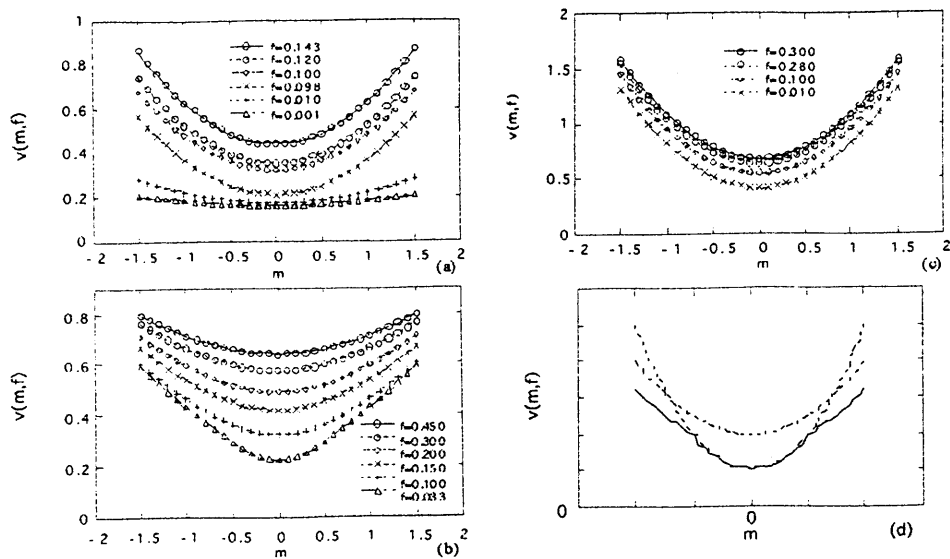 v(m,f)
1
0.8
0.6
0.4
0.2
0
f=0.143
f=0.120
f=0.100
f=0.098
f=0.010
f=0.001
-2 -1.5 -1 -0.5 0 0.5 1 1.5 2
m
(a)
v(m,f)
0.8
0.6
0.4
0.2
0
f=0.450
f=0.300
f=0.200
f=0.150
f=0.100
f=0.083
-2 -1.5 -1 -0.5 0 0.5 1 1.5 2
m
(b)
v(m,f)
2
1.5
1
0.5
0
f=0.300
f=0.280
f=0.100
f=0.010
-2 -1.5 -1 -0.5 0 0.5 1 1.5 2
m
(c)
v(m,f)
0
0
m
(d)